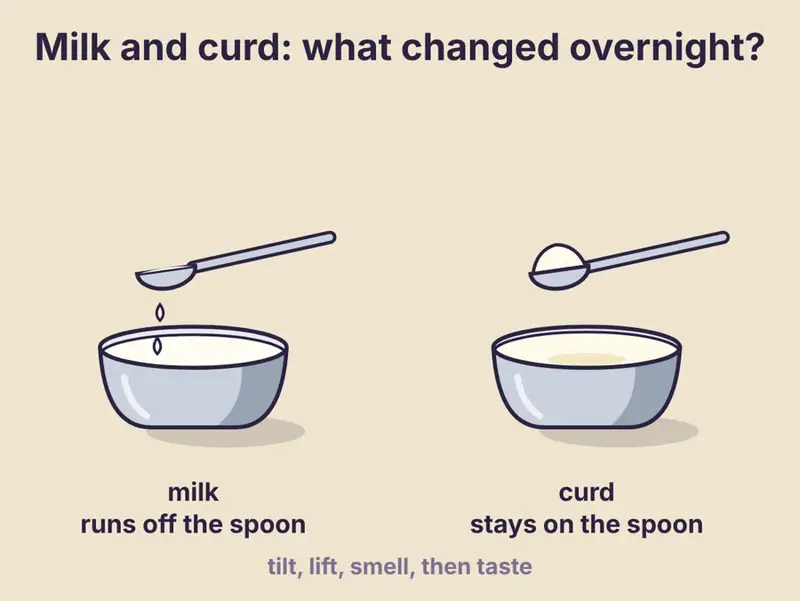 Milk and curd: what changed overnight?
milk
runs off the spoon
curd
stays on the spoon
tilt, lift, smell, then taste